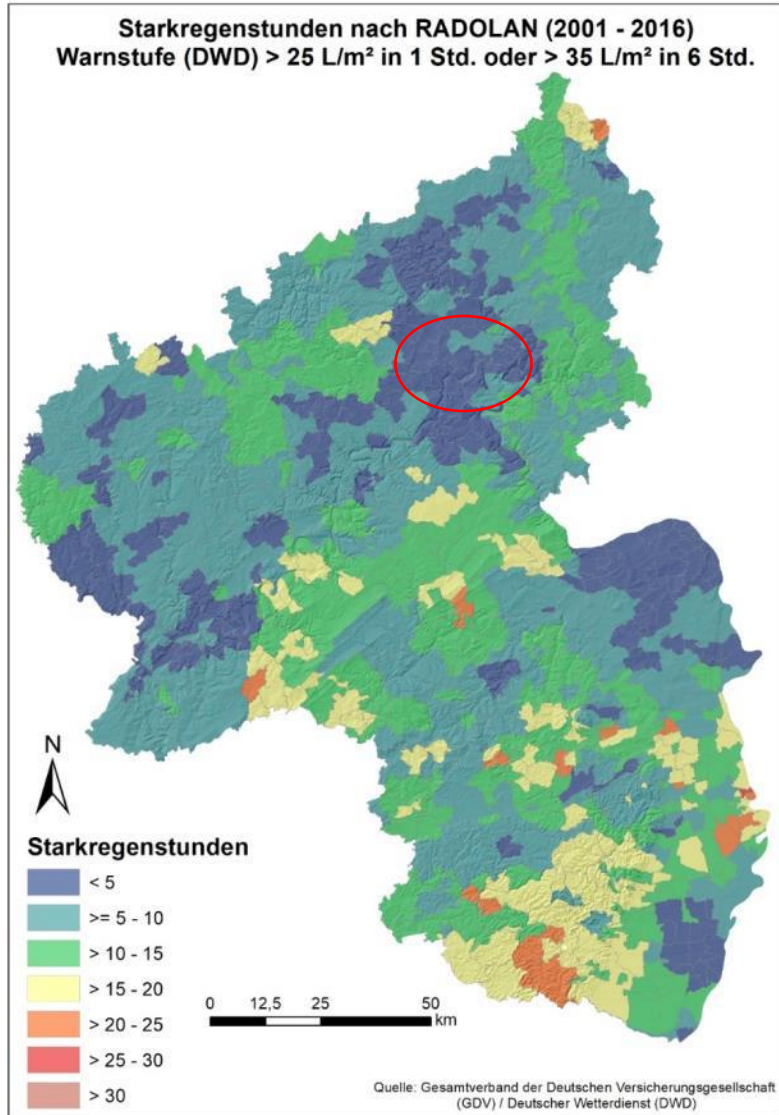 Starkregenstunden nach RADOLAN (2001 - 2016)
Warnstufe (DWD) > 25 L/m² in 1 Std. oder > 35 L/m² in 6 Std.
N
Starkregenstunden
< 5
>= 5 - 10
> 10 - 15
> 15 - 20
> 20 - 25
> 25 - 30
> 30
0 12,5 25 50
km
Quelle: Gesamtverband der Deutschen Versicherungsgesellschaft
(GDV) / Deutscher Wetterdienst (DWD)